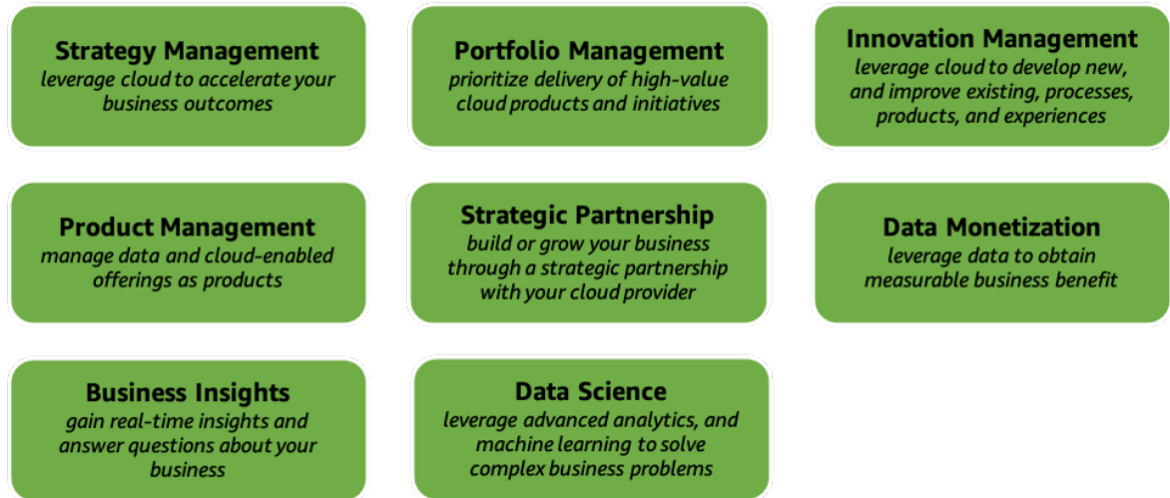 Strategy Management
leverage cloud to accelerate your
business outcomes
Portfolio Management
prioritize delivery of high-value
cloud products and initiatives
Innovation Management
leverage cloud to develop new,
and improve existing, processes,
products, and experiences
Product Management
manage data and cloud-enabled
offerings as products
Strategic Partnership
build or grow your business
through a strategic partnership
with your cloud provider
Data Monetization
leverage data to obtain
measurable business benefit
Business Insights
gain real-time insights and
answer questions about your
business
Data Science
leverage advanced analytics, and
machine learning to solve
complex business problems